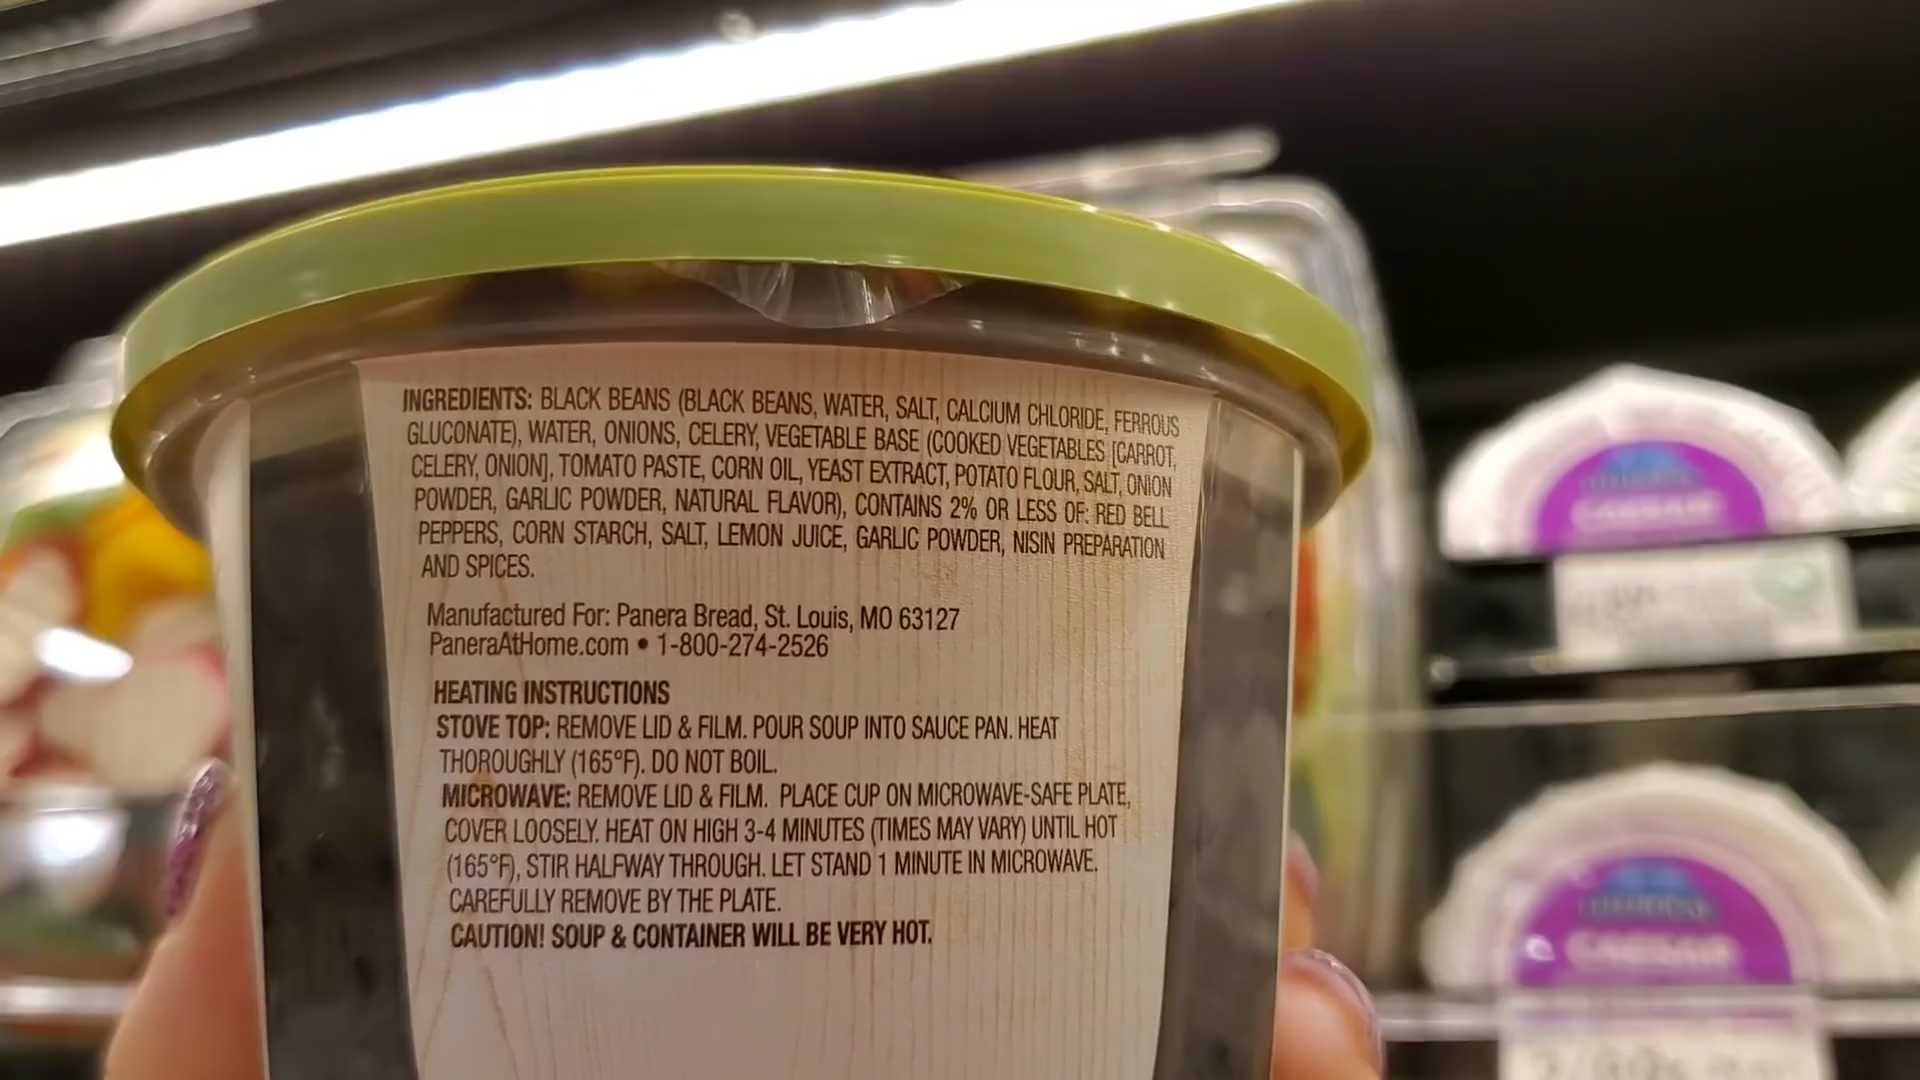 INGREDIENTS: BLACK BEANS (BLACK BEANS, WATER, SALT, CALCIUM CHLORIDE, FERROUS
GLUCONATE), WATER, ONIONS, CELERY, VEGETABLE BASE (COOKED VEGETABLES [CARROT,
CELERY, ONION], TOMATO PASTE, CORN OIL, YEAST EXTRACT, POTATO FLOUR, SALT, ONION
POWDER, GARLIC POWDER, NATURAL FLAVOR), CONTAINS 2% OR LESS OF: RED BELL
PEPPERS, CORN STARCH, SALT, LEMON JUICE, GARLIC POWDER, NISIN PREPARATION
AND SPICES.
Manufactured For: Panera Bread, St. Louis, MO 63127
PaneraAtHome.com • 1-800-274-2526
HEATING INSTRUCTIONS
STOVE TOP: REMOVE LID & FILM. POUR SOUP INTO SAUCE PAN. HEAT
THOROUGHLY (165°F). DO NOT BOIL.
MICROWAVE: REMOVE LID & FILM. PLACE CUP ON MICROWAVE-SAFE PLATE,
COVER LOOSELY. HEAT ON HIGH 3-4 MINUTES (TIMES MAY VARY) UNTIL HOT
(165°F), STIR HALFWAY THROUGH. LET STAND 1 MINUTE IN MICROWAVE.
CAREFULLY REMOVE BY THE PLATE.
CAUTION! SOUP & CONTAINER WILL BE VERY HOT.
CAESAR
CAESAR